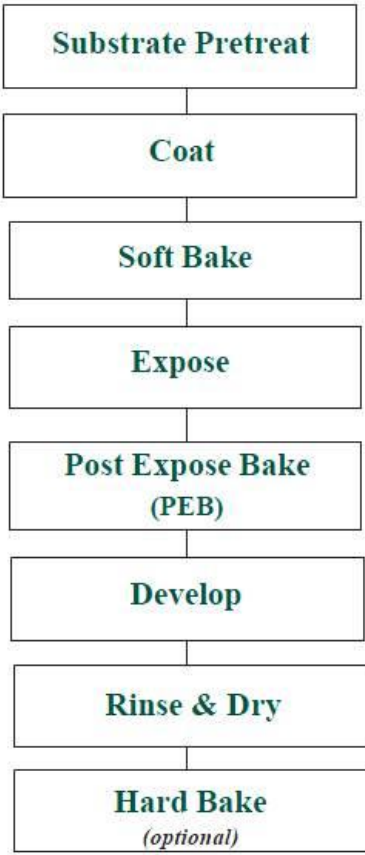 Substrate Pretreat
Coat
Soft Bake
Expose
Post Expose Bake
(PEB)
Develop
Rinse & Dry
Hard Bake
(optional)